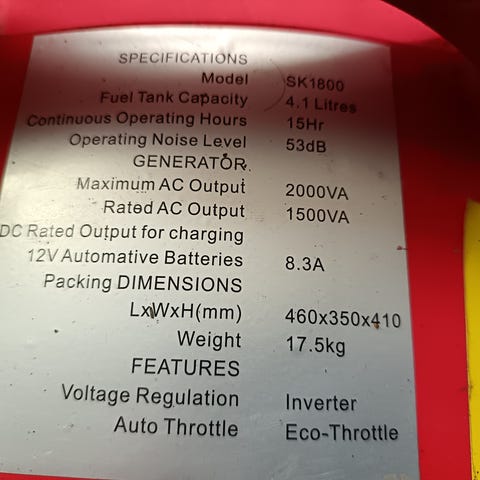 SPECIFICATIONS
Model SK1800
Fuel Tank Capacity 4.1 Litres
Continuous Operating Hours 15Hr
Operating Noise Level 53dB
GENERATOR
Maximum AC Output 2000VA
Rated AC Output 1500VA
DC Rated Output for charging
12V Automative Batteries 8.3A
Packing DIMENSIONS
LxWxH(mm) 460x350x410
Weight 17.5kg
FEATURES
Voltage Regulation Inverter
Auto Throttle Eco-Throttle